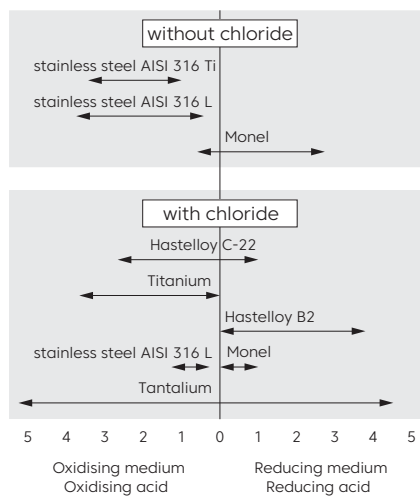 without chloride
stainless steel AISI 316 Ti
stainless steel AISI 316 L
Monel
with chloride
Hastelloy C-22
Titanium
Hastelloy B2
stainless steel AISI 316 L Monel
Tantalium
5 4 3 2 1 0 1 2 3 4 5
Oxidising medium Reducing medium
Oxidising acid Reducing acid